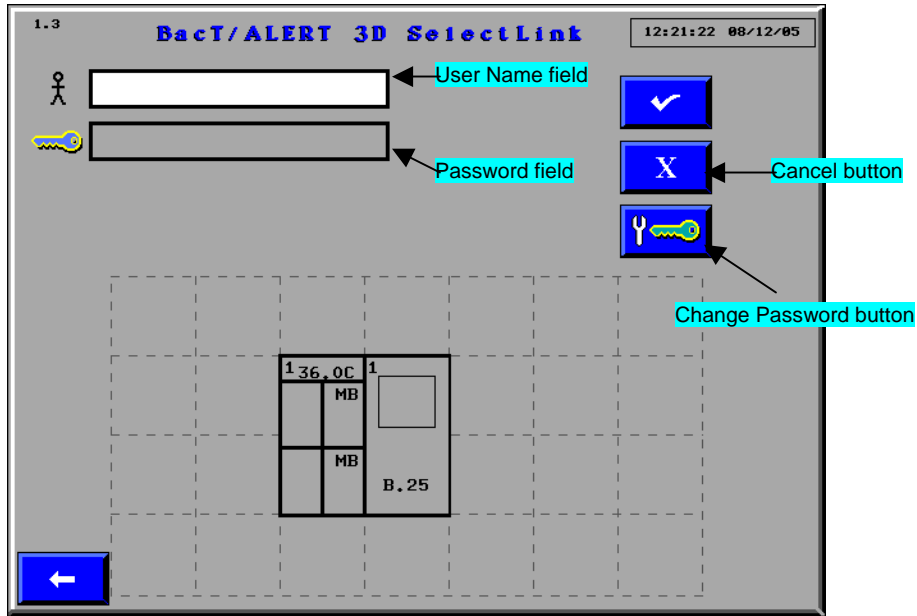 1.3
BacT/ALERT 3D SelectLink
12:21:22 08/12/05
User Name field
Password field
X
Cancel button
Change Password button
1 36.0C 1
MB
MB
B.25